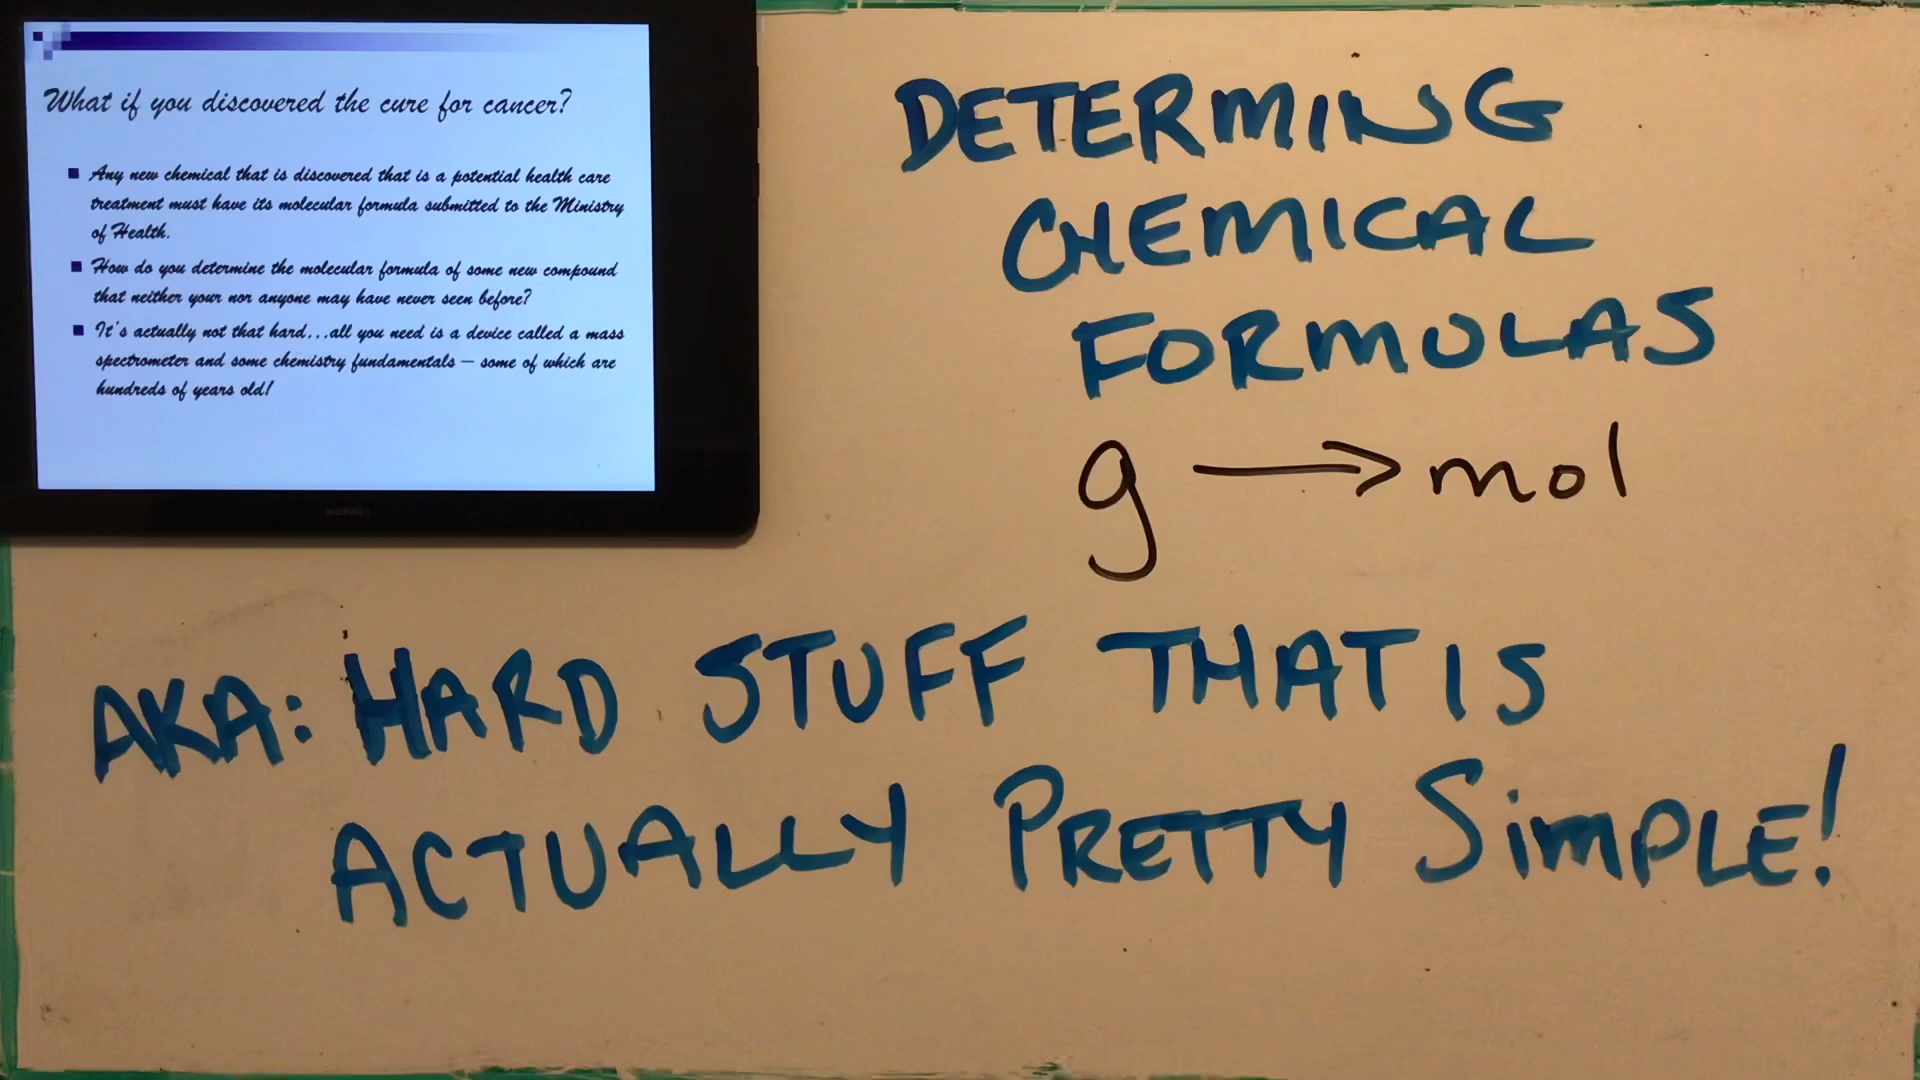 What if you discovered the cure for cancer?
Any new chemical that is discovered that is a potential health care
treatment must have its molecular formula submitted to the Ministry
of Health.
How do you determine the molecular formula of some new compound
that neither your nor anyone may have never seen before?
It's actually not that hard...all you need is a device called a mass
spectrometer and some chemistry fundamentals – some of which are
hundreds of years old!
HUAWEI
DETERMING
CHEMICAL
FORMULAS
g → mol
AKA: HARD STUFF THAT IS
ACTUALLY PRETTY SIMPLE!